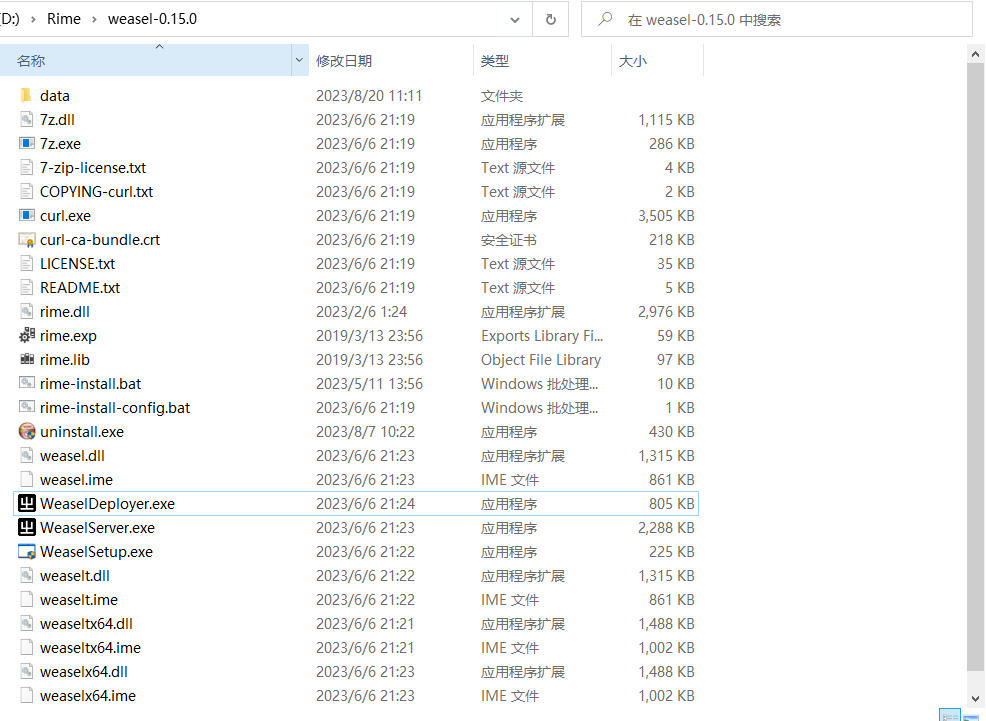 (D:) Rime weasel-0.15.0 在 weasel-0.15.0 中搜索
名称 修改日期 类型 大小
data 2023/8/20 11:11 文件夹
7z.dll 2023/6/6 21:19 应用程序扩展 1,115 KB
7z.exe 2023/6/6 21:19 应用程序 286 KB
7-zip-license.txt 2023/6/6 21:19 Text 源文件 4 KB
COPYING-curl.txt 2023/6/6 21:19 Text 源文件 2 KB
curl.exe 2023/6/6 21:19 应用程序 3,505 KB
curl-ca-bundle.crt 2023/6/6 21:19 安全证书 218 KB
LICENSE.txt 2023/6/6 21:19 Text 源文件 35 KB
README.txt 2023/6/6 21:19 Text 源文件 5 KB
rime.dll 2023/2/6 1:24 应用程序扩展 2,976 KB
rime.exp 2019/3/13 23:56 Exports Library Fi... 59 KB
rime.lib 2019/3/13 23:56 Object File Library 97 KB
rime-install.bat 2023/5/11 13:56 Windows 批处理... 10 KB
rime-install-config.bat 2023/6/6 21:19 Windows 批处理... 1 KB
uninstall.exe 2023/8/7 10:22 应用程序 430 KB
weasel.dll 2023/6/6 21:23 应用程序扩展 1,315 KB
weasel.ime 2023/6/6 21:23 IME 文件 861 KB
WeaselDeployer.exe 2023/6/6 21:24 应用程序 805 KB
WeaselServer.exe 2023/6/6 21:23 应用程序 2,288 KB
WeaselSetup.exe 2023/6/6 21:22 应用程序 225 KB
weaselt.dll 2023/6/6 21:22 应用程序扩展 1,315 KB
weaselt.ime 2023/6/6 21:22 IME 文件 861 KB
weaseltx64.dll 2023/6/6 21:21 应用程序扩展 1,488 KB
weaseltx64.ime 2023/6/6 21:21 IME 文件 1,002 KB
weaselx64.dll 2023/6/6 21:23 应用程序扩展 1,488 KB
weaselx64.ime 2023/6/6 21:23 IME 文件 1,002 KB